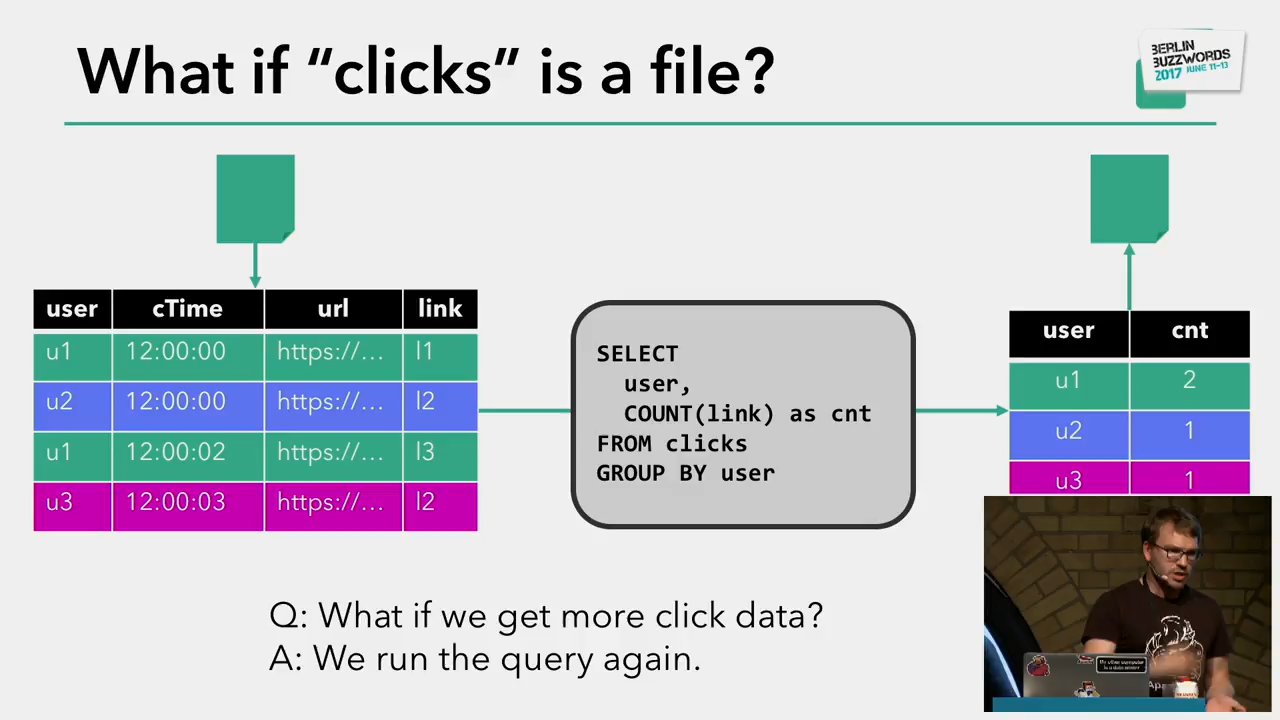 What if “clicks” is a file?
BERLIN
BUZZWORDS
2017 JUNE 11-13
user cTime url link
u1 12:00:00 https://… l1
u2 12:00:00 https://… l2
u1 12:00:02 https://… l3
u3 12:00:03 https://… l2
SELECT
user,
COUNT(link) as cnt
FROM clicks
GROUP BY user
user cnt
u1 2
u2 1
u3 1
Q: What if we get more click data?
A: We run the query again.